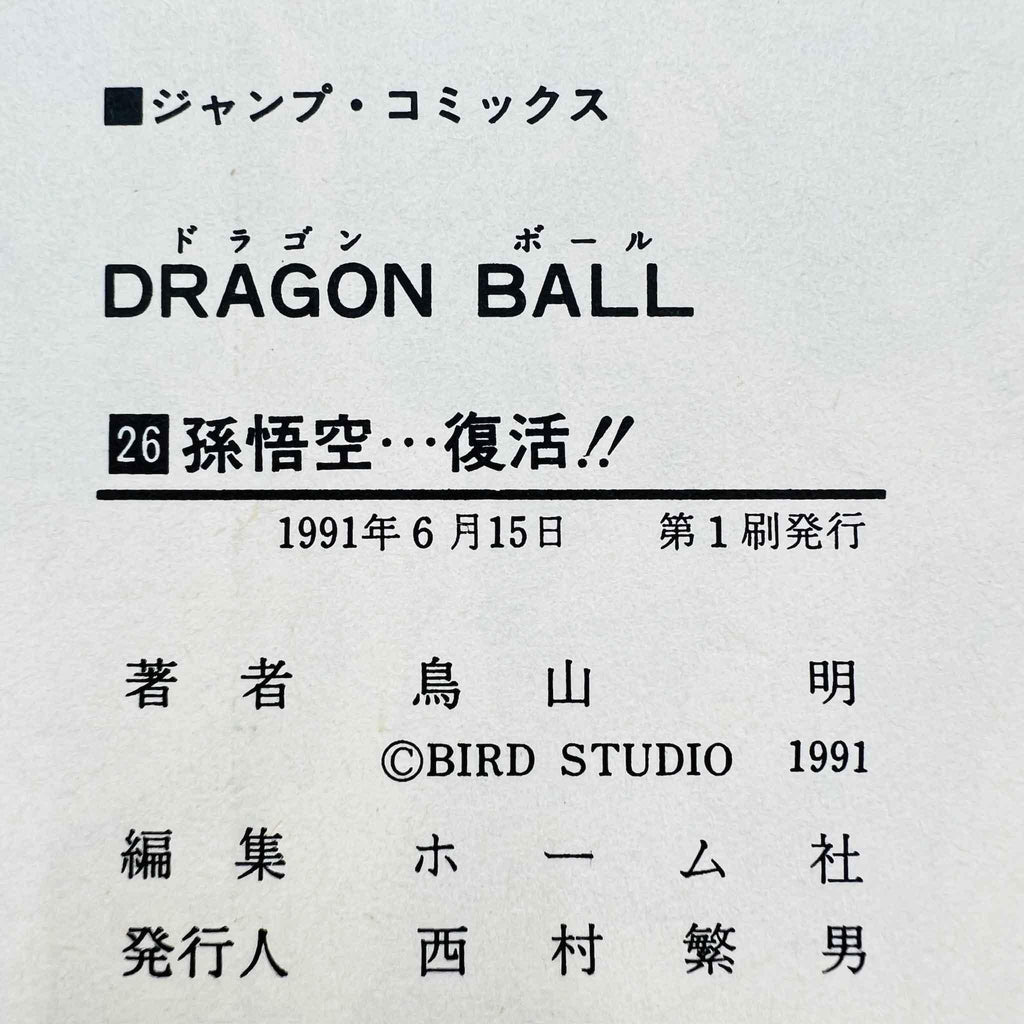 ■ジャンプ・コミックス
ドラゴン ボール
DRAGON BALL
26 孫悟空…復活!!
1991年6月15日 第1刷発行
著者 鳥山明
©BIRD STUDIO 1991
編集 ホーム社
発行人 西村繁男